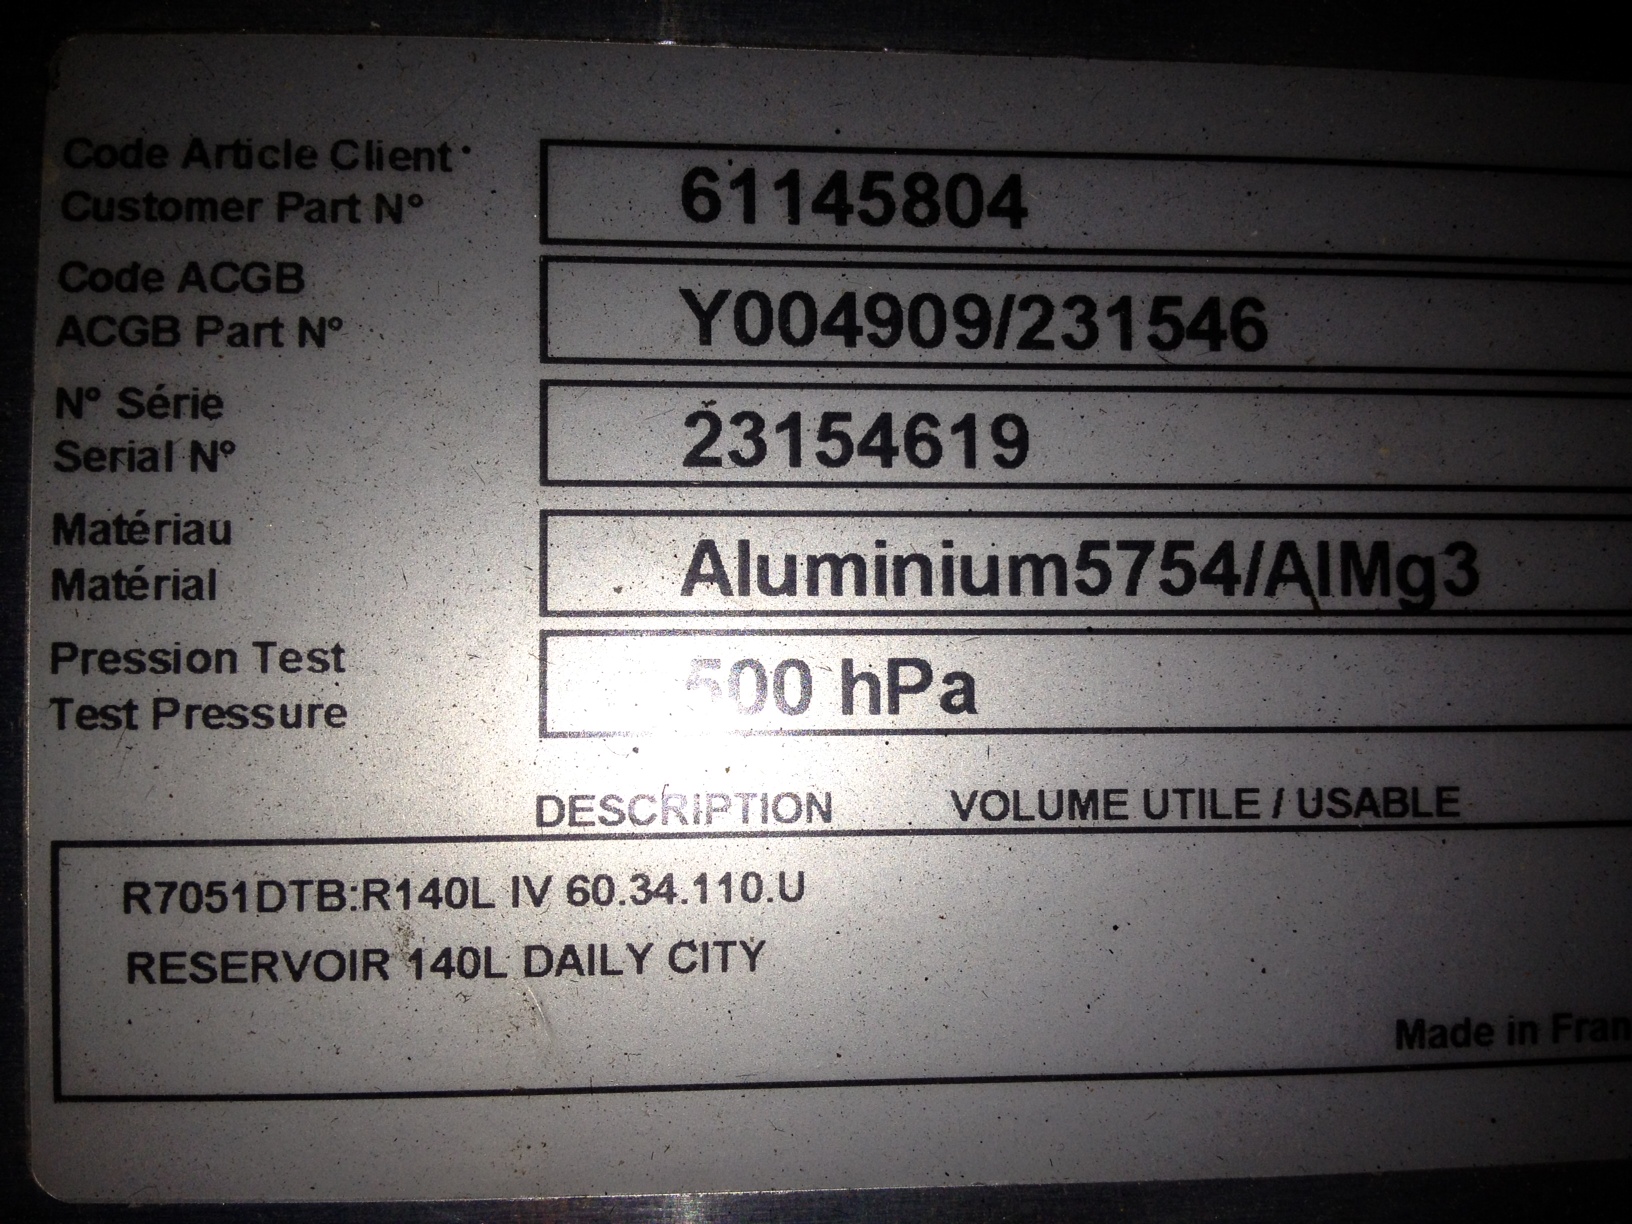 Code Article Client
Customer Part N°
61145804
Code ACGB
ACGB Part N°
Y004909/231546
N° Série
Serial N°
23154619
Matériau
Matérial
Aluminium5754/AlMg3
Pression Test
Test Pressure
500 hPa
DESCRIPTION VOLUME UTILE / USABLE
R7051DTB:R140L IV 60.34.110.U
RESERVOIR 140L DAILY CITY
Made in Fran